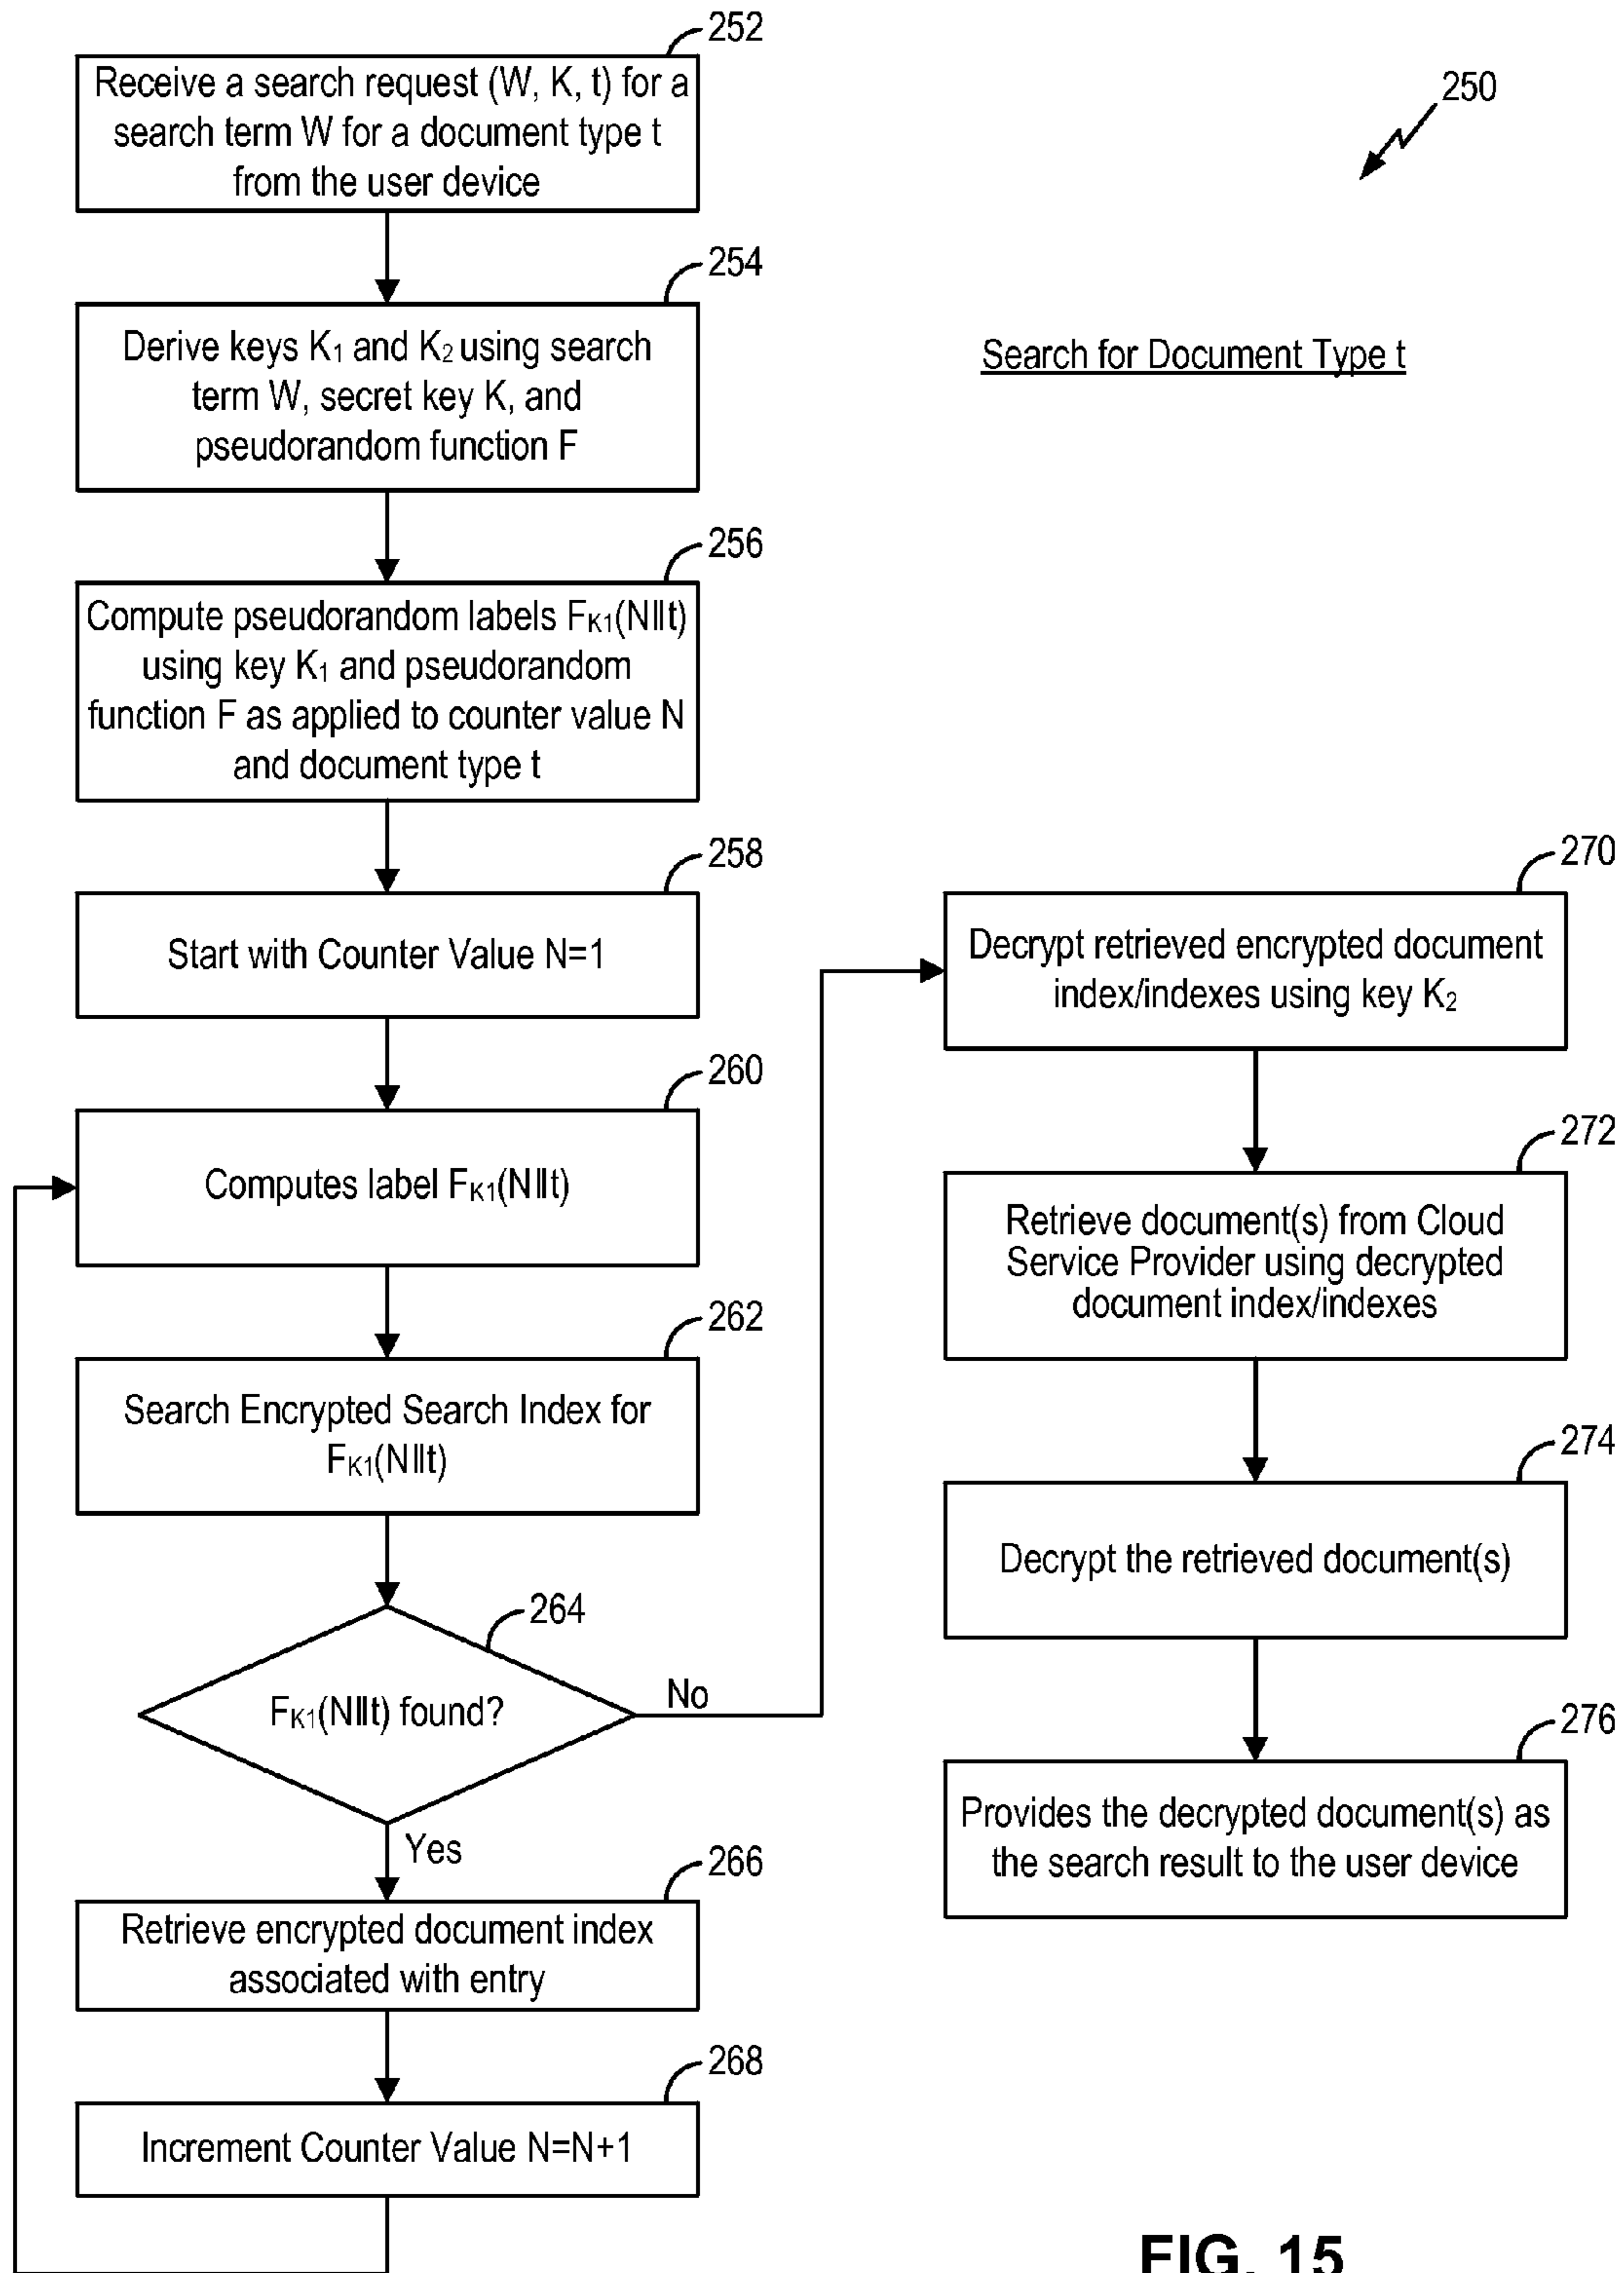 252
Receive a search request (W, K, t) for a
search term W for a document type t
from the user device
250
254
Derive keys K₁ and K₂ using search
term W, secret key K, and
pseudorandom function F
Search for Document Type t
256
Compute pseudorandom labels FK1(N||t)
using key K₁ and pseudorandom
function F as applied to counter value N
and document type t
258
Start with Counter Value N=1
260
Computes label FK1(N||t)
262
Search Encrypted Search Index for
FK1(N||t)
264
FK1(N||t) found?
No
Yes
266
Retrieve encrypted document index
associated with entry
268
Increment Counter Value N=N+1
270
Decrypt retrieved encrypted document
index/indexes using key K₂
272
Retrieve document(s) from Cloud
Service Provider using decrypted
document index/indexes
274
Decrypt the retrieved document(s)
276
Provides the decrypted document(s) as
the search result to the user device
FIG. 15